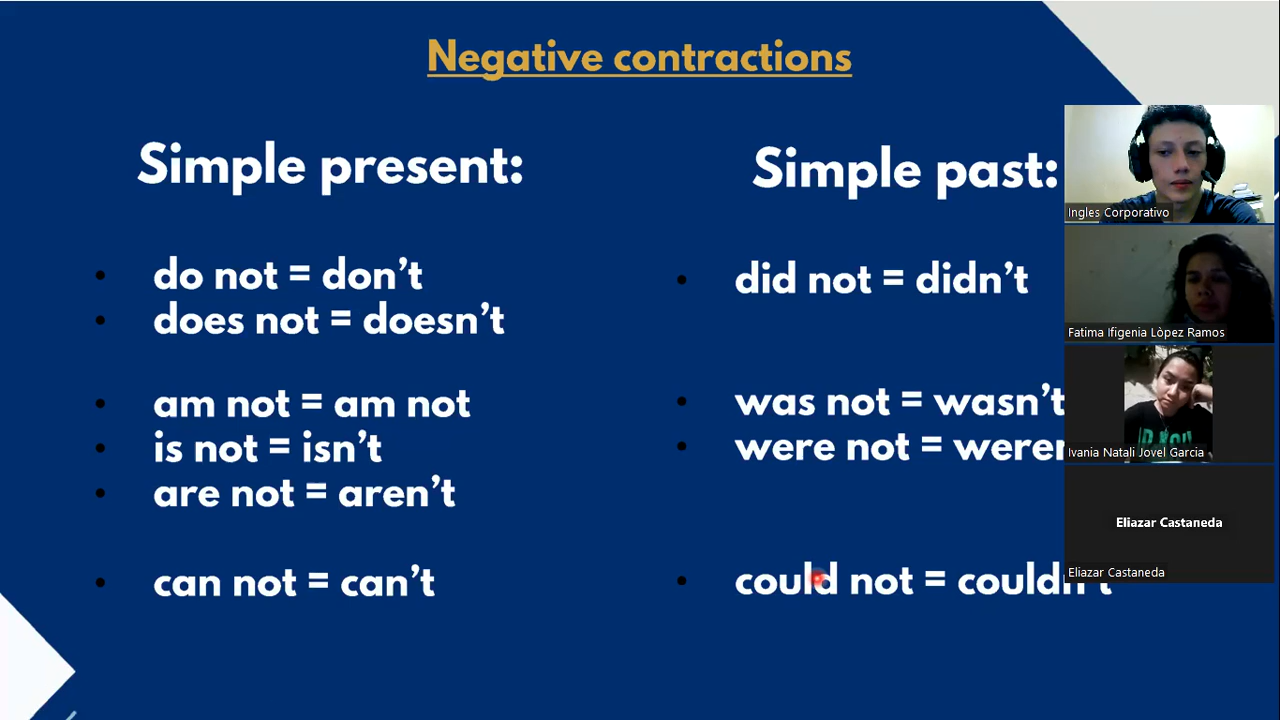 Negative contractions
Simple present:
do not = don’t
does not = doesn’t
am not = am not
is not = isn’t
are not = aren’t
can not = can’t
Simple past:
did not = didn’t
was not = wasn’t
were not =
could not = couldn’t
Ingles Corporativo
Fatima Ifigenia Lòpez Ramos
Ivania Natali Jovel Garcia
Eliazar Castaneda
Eliazar Castaneda